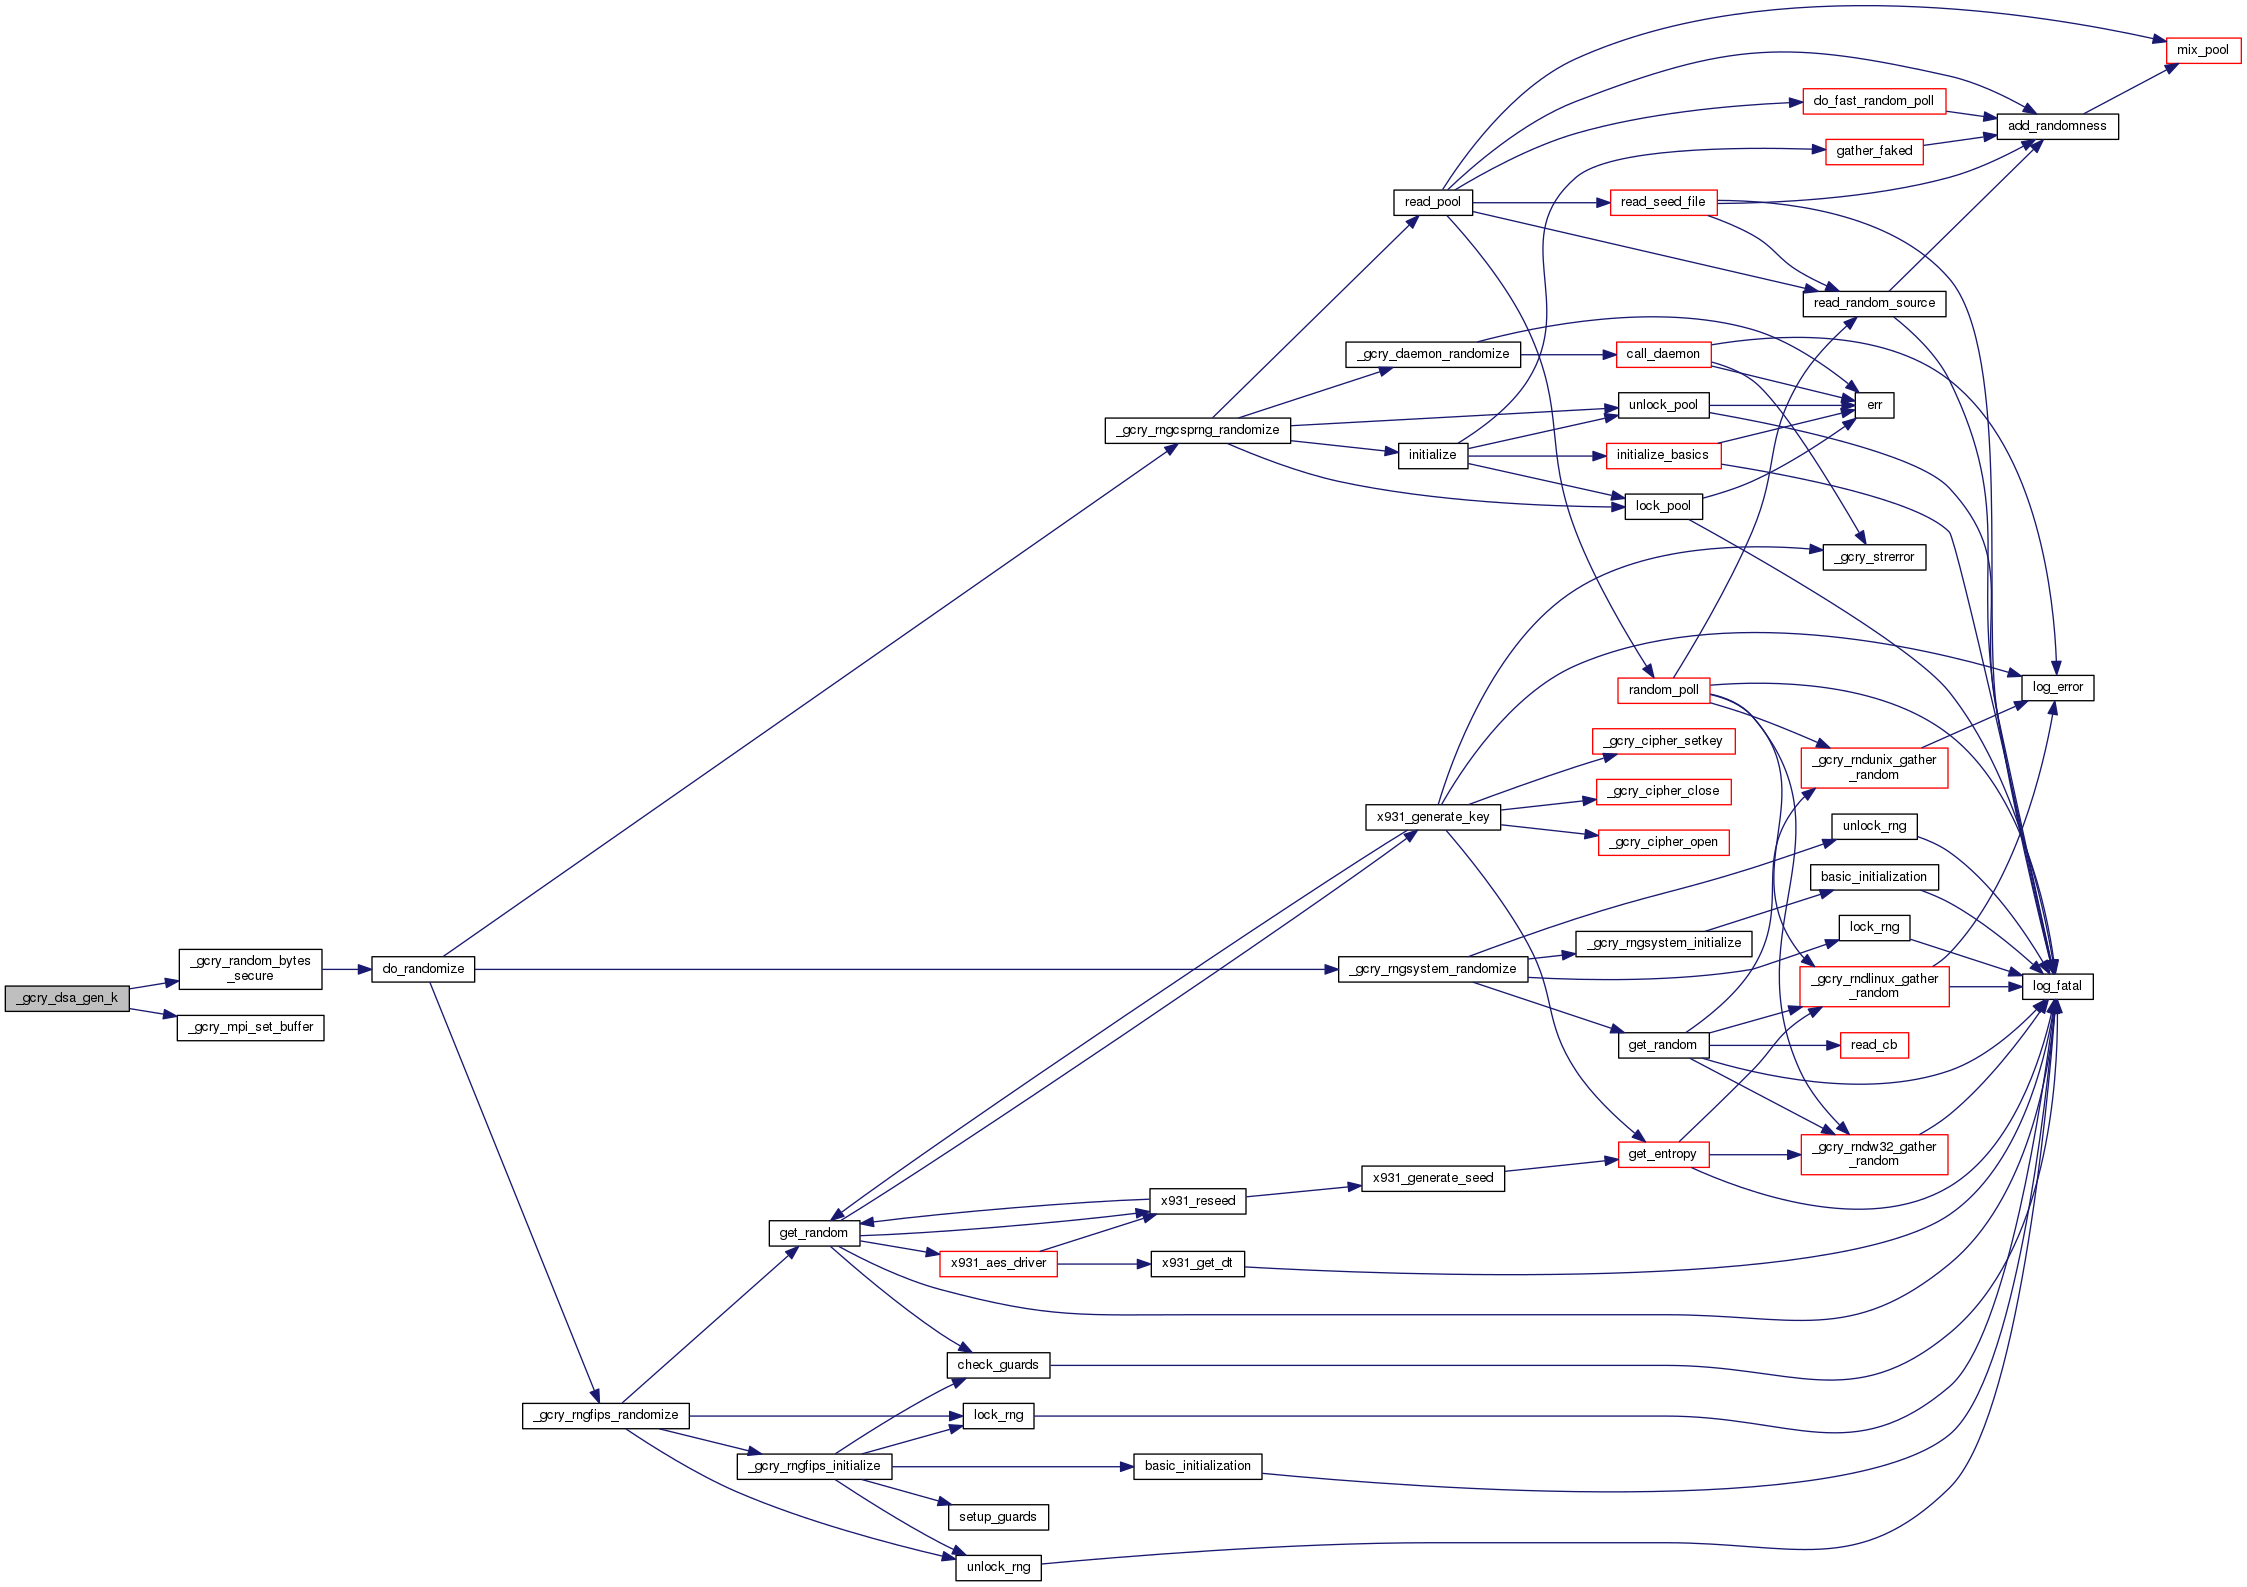 mix_pool
do_fast_random_poll
add_randomness
gather_faked
read_pool
read_seed_file
read_random_source
_gcry_daemon_randomize
call_daemon
unlock_pool
err
_gcry_rngcsprng_randomize
initialize
initialize_basics
lock_pool
_gcry_strerror
random_poll
log_error
_gcry_cipher_setkey
_gcry_rndunix_gather
_random
_gcry_cipher_close
x931_generate_key
unlock_rng
_gcry_cipher_open
basic_initialization
lock_rng
_gcry_rngsystem_initialize
_gcry_random_bytes
_secure
do_randomize
_gcry_rngsystem_randomize
_gcry_rndlinux_gather
_random
log_fatal
_gcry_dsa_gen_k
_gcry_mpi_set_buffer
get_random
read_cb
get_entropy
_gcry_rndw32_gather
_random
x931_generate_seed
x931_reseed
get_random
x931_aes_driver
x931_get_dt
check_guards
_gcry_rngfips_randomize
lock_rng
_gcry_rngfips_initialize
basic_initialization
setup_guards
unlock_rng